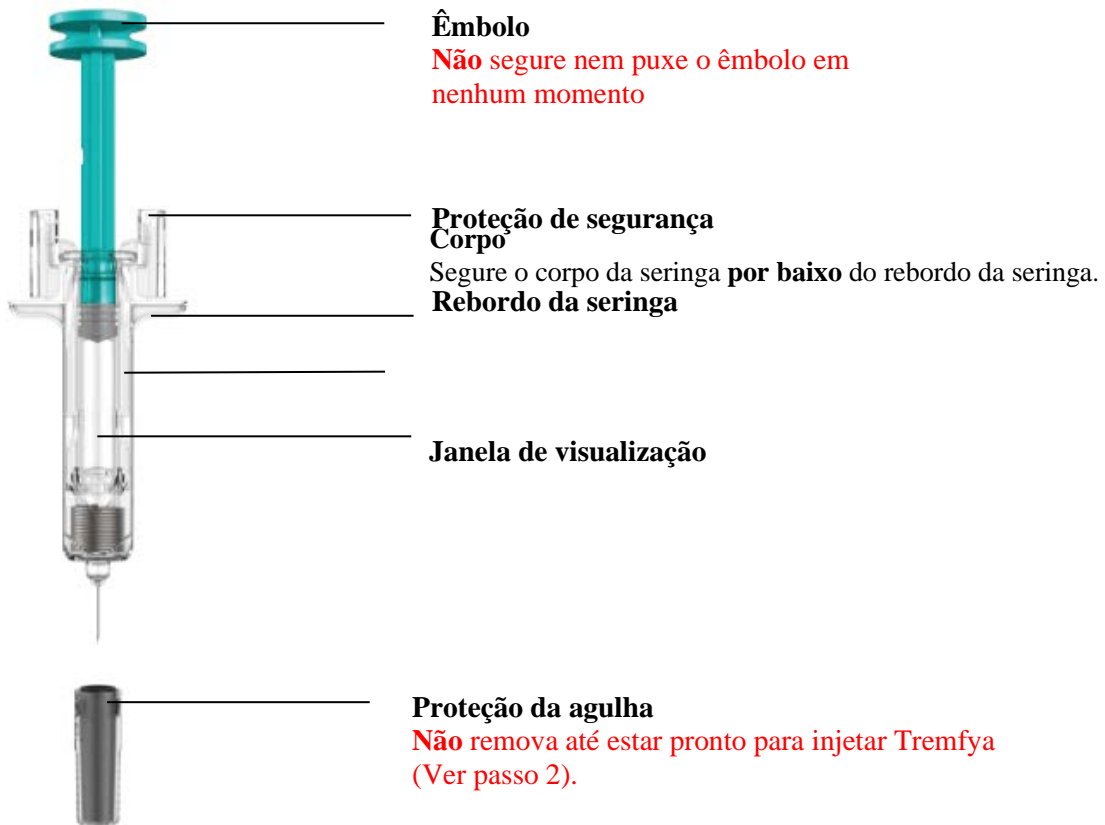 Êmbolo
Não segure nem puxe o êmbolo em
nenhum momento
Proteção de segurança
Corpo
Segure o corpo da seringa por baixo do rebordo da seringa.
Rebordo da seringa
Janela de visualização
Proteção da agulha
Não remova até estar pronto para injetar Tremfya
(Ver passo 2).